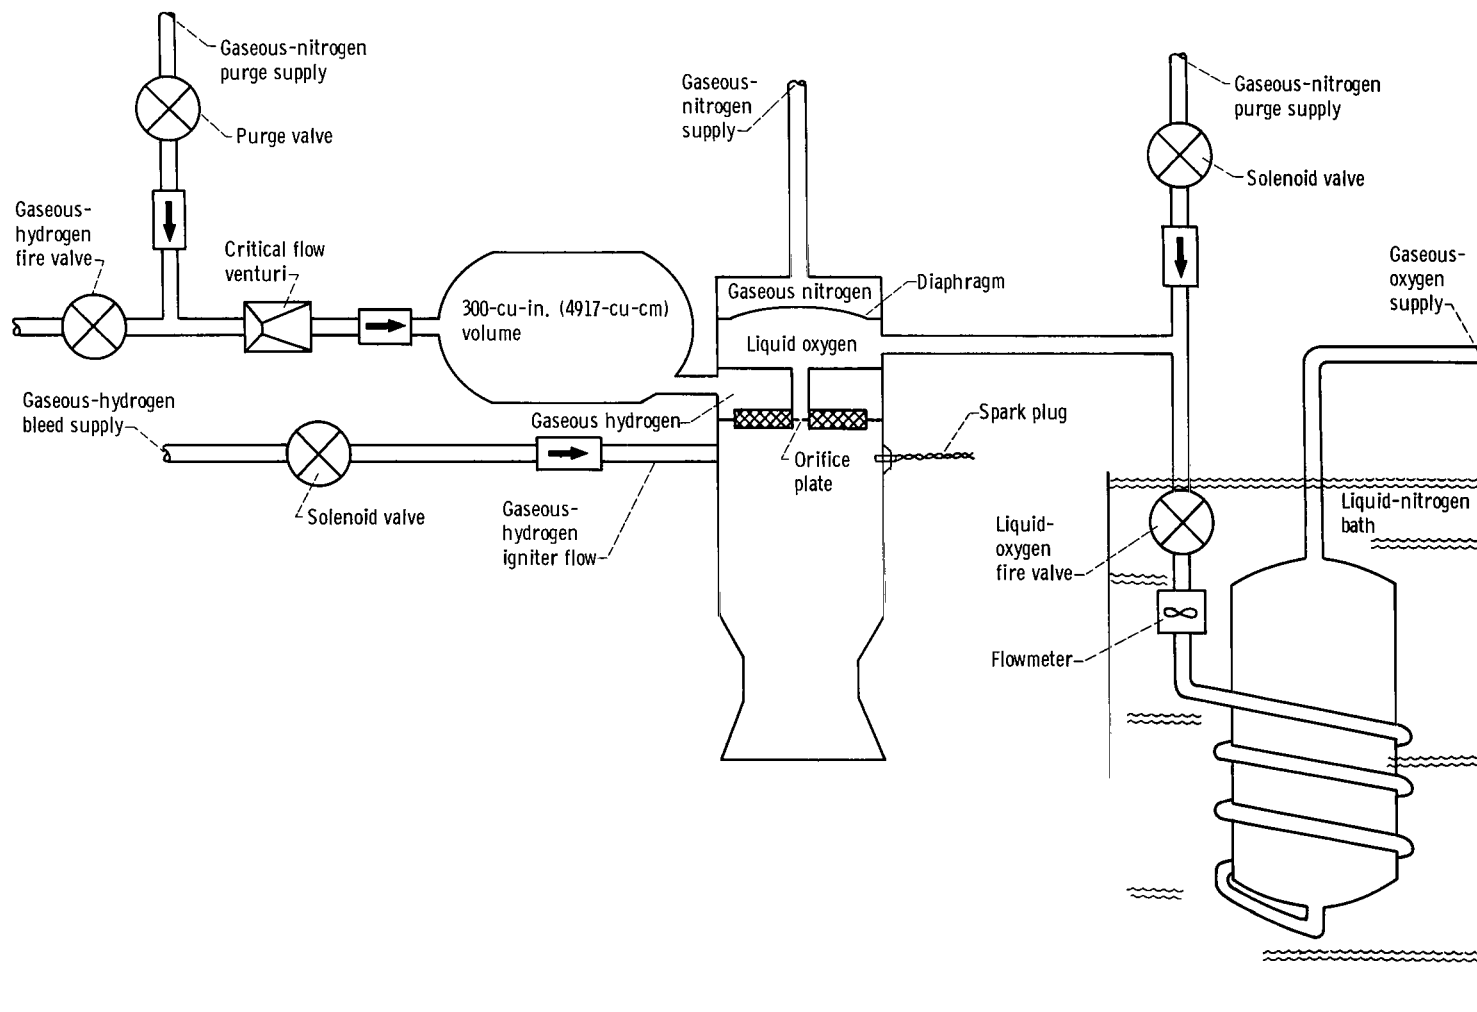 Gaseous-nitrogen
purge supply
Purge valve
Gaseous-
hydrogen
fire valve
Critical flow
venturi
300-cu-in. (4917-cu-cm)
volume
Gaseous-hydrogen
bleed supply
Solenoid valve
Gaseous hydrogen
Gaseous-
hydrogen
igniter flow
Gaseous-
nitrogen
supply
Gaseous nitrogen
Diaphragm
Liquid oxygen
Orifice
plate
Spark plug
Gaseous-nitrogen
purge supply
Solenoid valve
Gaseous-
oxygen
supply
Liquid-nitrogen
bath
Liquid-
oxygen
fire valve
Flowmeter